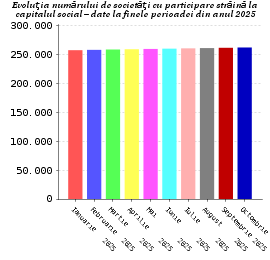 Evoluția numărului de societăți cu participare străină la
capitalul social – date la finele perioadei din anul 2025
300.000
250.000
200.000
150.000
100.000
50.000
0
Ianuarie 2025
Februarie 2025
Martie 2025
Aprilie 2025
Mai 2025
Iunie 2025
Iulie 2025
August 2025
Septembrie 2025
Octombrie 2025